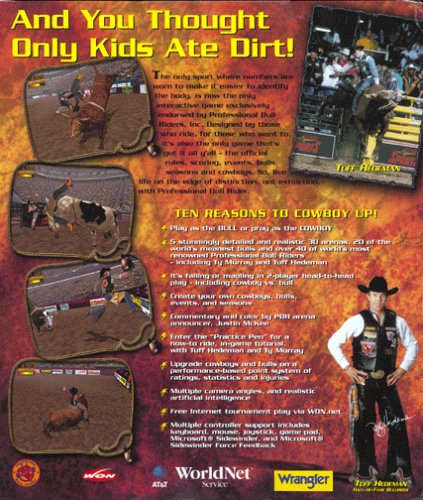 And You Thought
Only Kids Ate Dirt!
The only sport where numbers are
worn to make it easier to identify
the body, is now the only
interactive game exclusively
endorsed by Professional Bull
Riders, Inc. Designed by those
who ride, for those who want to,
it's also the only game that's
got it all y'all - the official
rules, scoring, events, bulls,
seasons and cowboys. So, live
life on the edge of distinction, not extinction,
with Professional Bull Rider.
TUFF HEDEMAN
TEN REASONS TO COWBOY UP!
Play as the BULL or pray as the COWBOY
5 stunningly detailed and realistic 3D arenas, 20 of the
world's meanest bulls and over 40 of world's most
renowned Professional Bull Riders
- including Ty Murray and Tuff Hedeman
It's falling or mauling in 2-player head-to-head
play - including cowboy vs. bull
Create your own cowboys, bulls,
events, and seasons
Commentary and color by PBR arena
announcer, Justin McKee
Enter the "Practice Pen" for a
how-to ride, in-game tutorial,
with Tuff Hedeman and Ty Murray
Upgrade cowboys and bulls on a
performance-based point system of
ratings, statistics and injuries
Multiple camera angles, and realistic
artificial intelligence
Free Internet tournament play via WON.net
Multiple controller support includes
keyboard, mouse, joystick, game pad,
Microsoft® Sidewinder, and Microsoft®
Sidewinder Force Feedback
WON
AT&T
WorldNet
Service
Wrangler
TUFF HEDEMAN
HALL-OF-FAME BULLRIDER